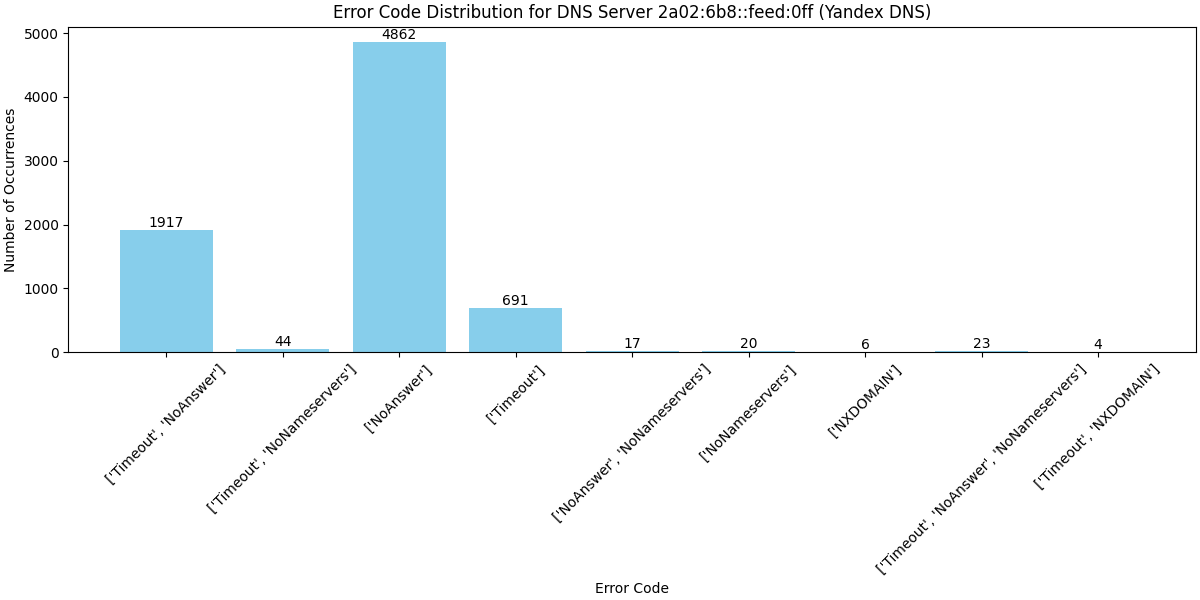 Error Code Distribution for DNS Server 2a02:6b8::feed:0ff (Yandex DNS)
Number of Occurrences
5000
4000
3000
2000
1000
0
1917
44
4862
691
17
20
6
23
4
['Timeout', 'NoAnswer']
['Timeout', 'NoNameservers']
['NoAnswer']
['Timeout']
['NoAnswer', 'NoNameservers']
['NoNameservers']
['NXDOMAIN']
['Timeout', 'NoAnswer', 'NoNameservers']
['Timeout', 'NXDOMAIN']
Error Code